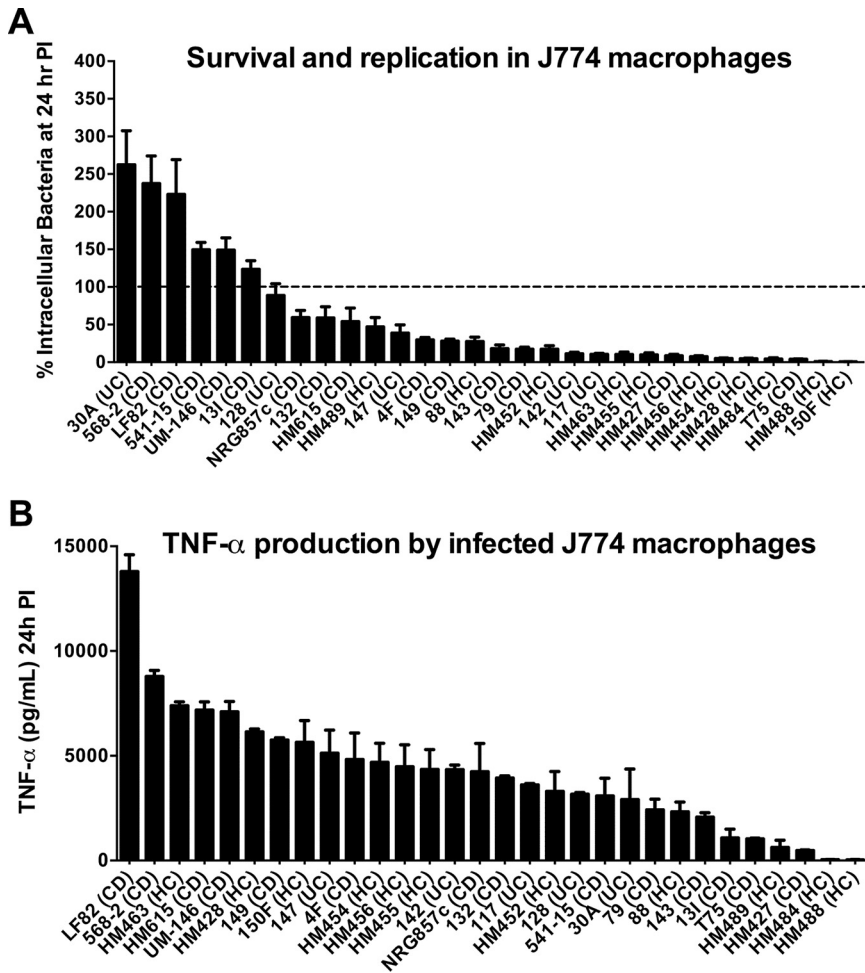 A
Survival and replication in J774 macrophages
% Intracellular Bacteria at 24 hr PI
400
350
300
250
200
150
100
50
0
30A (UC)
568-2 (CD)
LF82 (CD)
541-15 (CD)
UM-146 (CD)
13I (CD)
128 (UC)
NRG857c (CD)
132 (CD)
HM615 (CD)
HM489 (HC)
147 (UC)
4F (CD)
149 (CD)
88 (HC)
143 (CD)
79 (CD)
HM452 (HC)
142 (UC)
117 (UC)
HM463 (HC)
HM455 (HC)
HM427 (CD)
HM456 (HC)
HM454 (HC)
HM428 (HC)
HM484 (HC)
T75 (CD)
HM488 (HC)
150F (HC)
B
TNF-α production by infected J774 macrophages
TNF-α (pg/mL) 24h PI
15000
10000
5000
0
LF82 (CD)
568-2 (CD)
HM463 (HC)
HM615 (CD)
UM-146 (CD)
HM428 (HC)
149 (CD)
150F (HC)
147 (UC)
4F (CD)
HM454 (HC)
HM456 (HC)
HM455 (HC)
142 (UC)
NRG857c (CD)
132 (CD)
117 (UC)
HM452 (HC)
128 (UC)
541-15 (CD)
30A (UC)
79 (CD)
88 (HC)
143 (CD)
13I (CD)
T75 (CD)
HM489 (HC)
HM427 (CD)
HM484 (HC)
HM488 (HC)